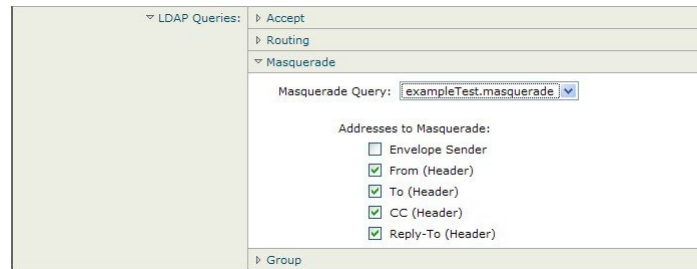 LDAP Queries:
Accept
Routing
Masquerade
Masquerade Query: exampleTest.masquerade
Addresses to Masquerade:
Envelope Sender
From (Header)
To (Header)
CC (Header)
Reply-To (Header)
Group